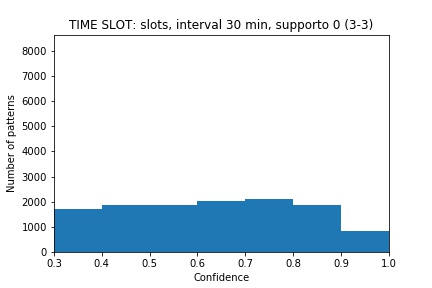 TIME SLOT: slots, interval 30 min, supporto 0 (3-3)
8000
7000
6000
5000
4000
3000
2000
1000
0
Number of patterns
0.3 0.4 0.5 0.6 0.7 0.8 0.9 1.0
Confidence